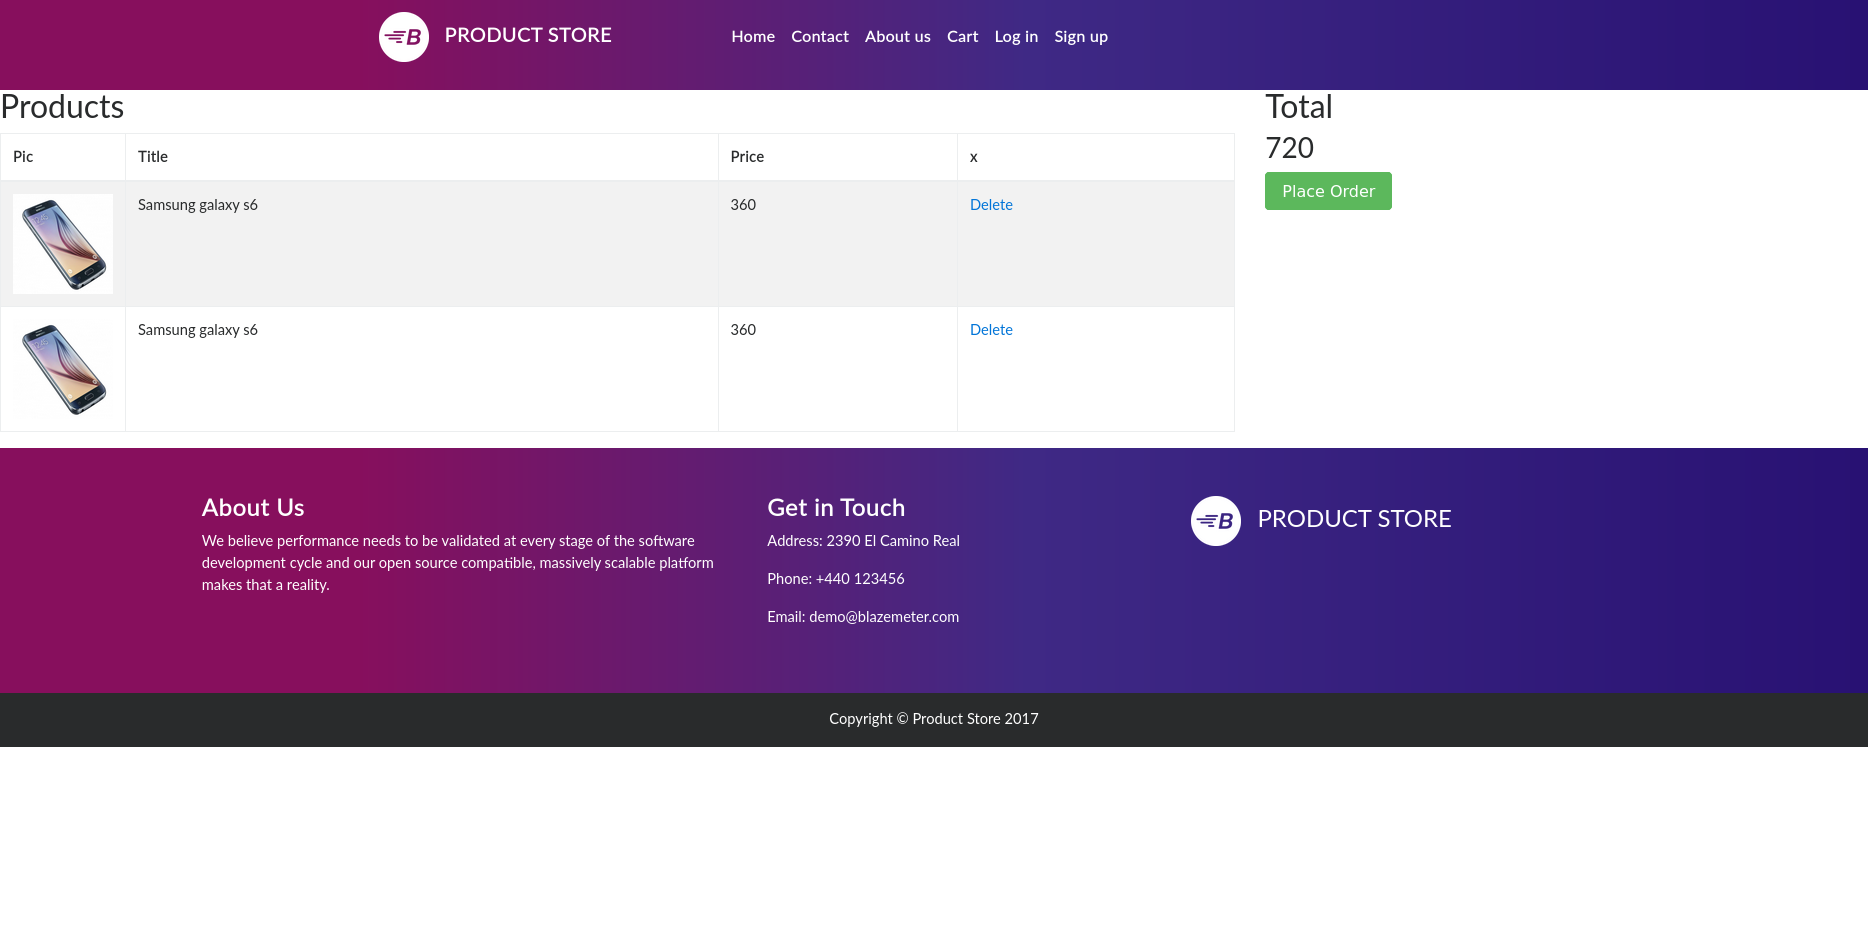 B PRODUCT STORE Home Contact About us Cart Log in Sign up
Products
Pic Title Price x
Samsung galaxy s6 360 Delete
Samsung galaxy s6 360 Delete
Total
720
Place Order
About Us
We believe performance needs to be validated at every stage of the software
development cycle and our open source compatible, massively scalable platform
makes that a reality.
Get in Touch
Address: 2390 El Camino Real
Phone: +440 123456
Email: demo@blazemeter.com
B PRODUCT STORE
Copyright © Product Store 2017